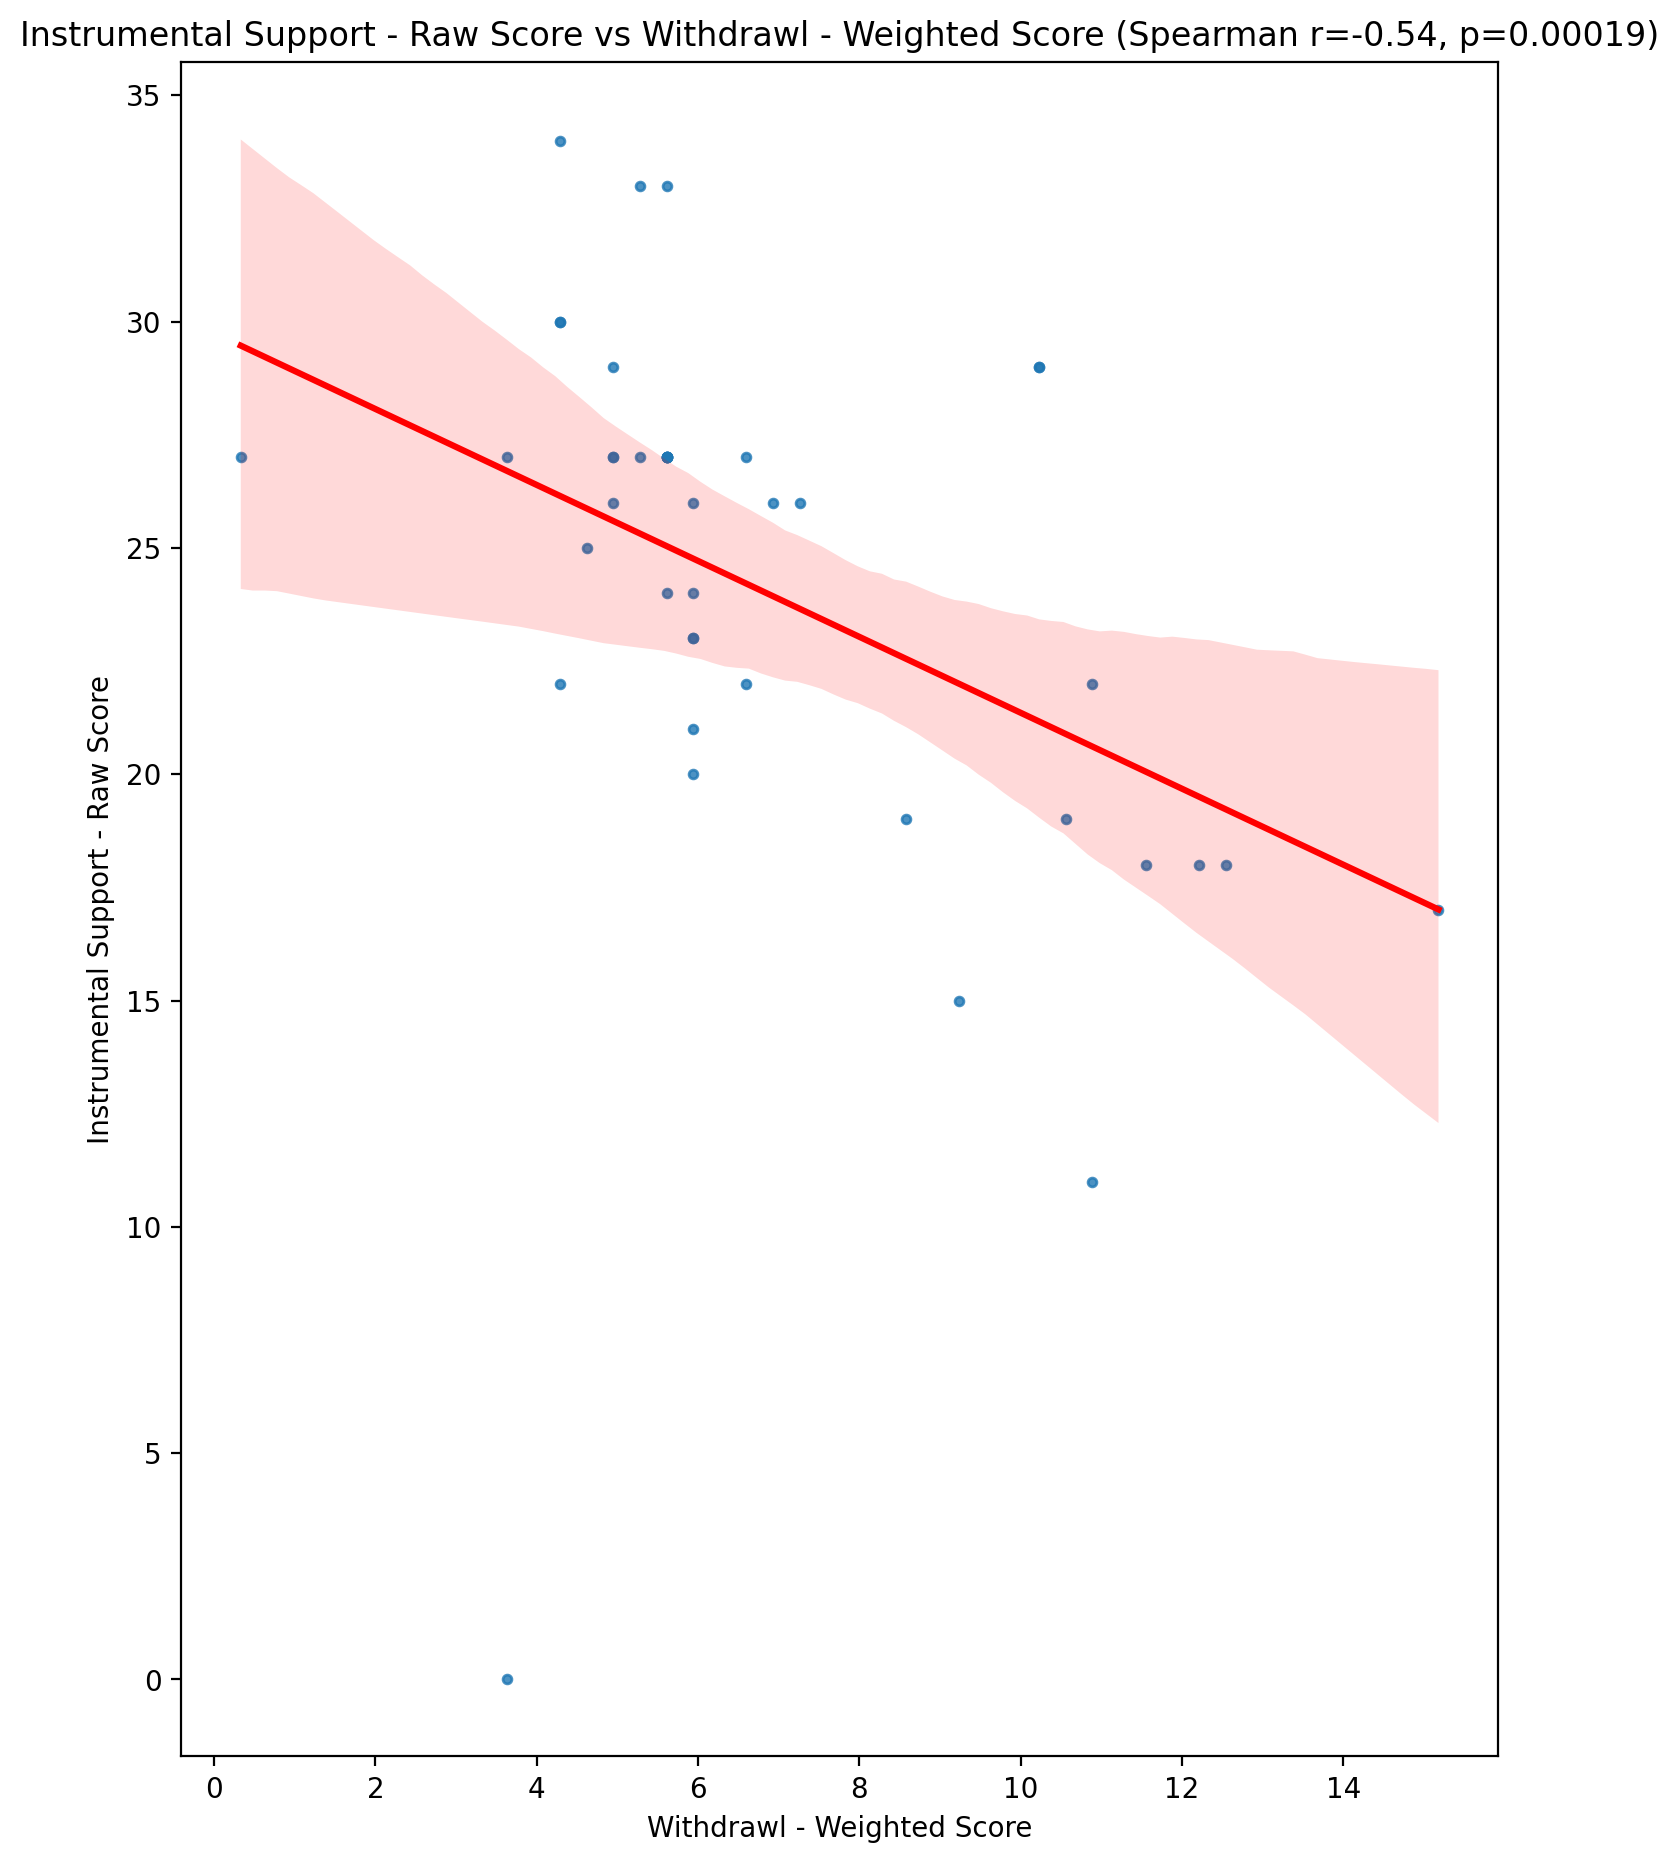 Instrumental Support - Raw Score vs Withdrawl - Weighted Score (Spearman r=-0.54, p=0.00019)
35
30
25
20
15
10
5
0
Instrumental Support - Raw Score
0 2 4 6 8 10 12 14
Withdrawl - Weighted Score